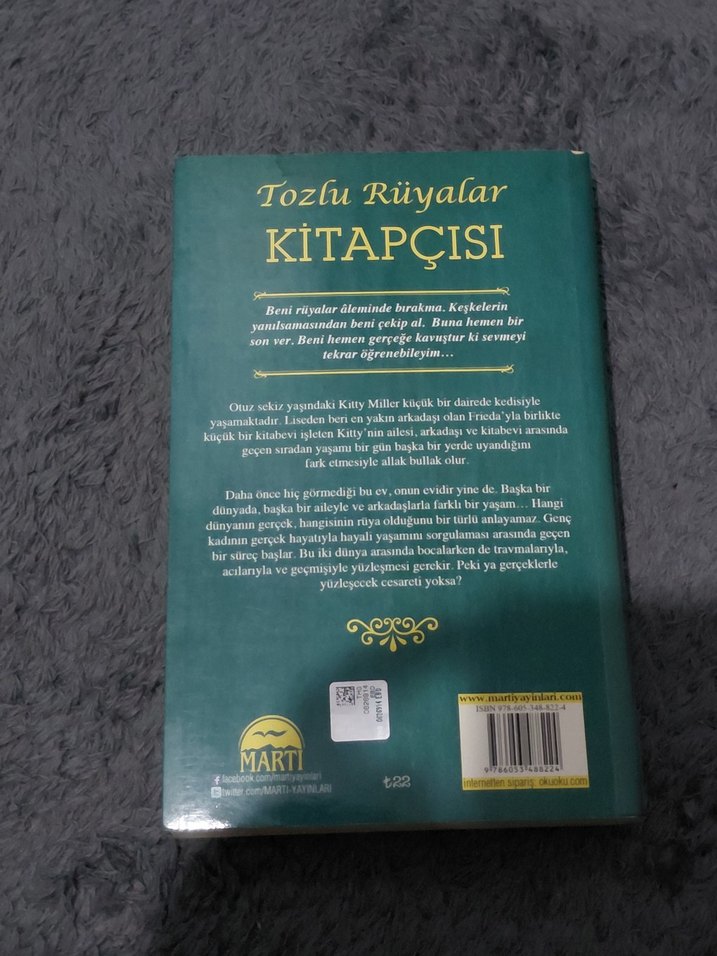 Tozlu Rüyalar
KİTAPÇISI
Beni rüyalar âleminde bırakma. Keşkelerin
yanılsamasından beni çekip al. Buna hemen bir
son ver. Beni hemen gerçeğe kavuştur ki sevmeyi
tekrar öğrenebileyim...
Otuz sekiz yaşındaki Kitty Miller küçük bir dairede kedisiyle
yaşamaktadır. Liseden beri en yakın arkadaşı olan Frieda'yla birlikte
küçük bir kitabevi işleten Kitty'nin ailesi, arkadaşı ve kitabevi arasında
geçen sıradan yaşamı bir gün başka bir yerde uyandığını
fark etmesiyle allak bullak olur.
Daha önce hiç görmediği bu ev, onun evidir yine de. Başka bir
dünyada, başka bir aileyle ve arkadaşlarla farklı bir yaşam... Hangi
dünyanın gerçek, hangisinin rüya olduğunu bir türlü anlayamaz. Genç
kadının gerçek hayatıyla hayali yaşamını sorgulaması arasında geçen
bir süreç başlar. Bu iki dünya arasında bocalarken de travmalarıyla,
acılarıyla ve geçmişiyle yüzleşmesi gerekir. Peki ya gerçeklerle
yüzleşecek cesareti yoksa?
MARTI
facebook.com/martiyayinlari
twitter.com/MARTI-YAYINLARI
₺22
www.martiyayinlari.com
ISBN 978-605-348-822-4
9 786053 488224
internetten sipariş: okuoku.com